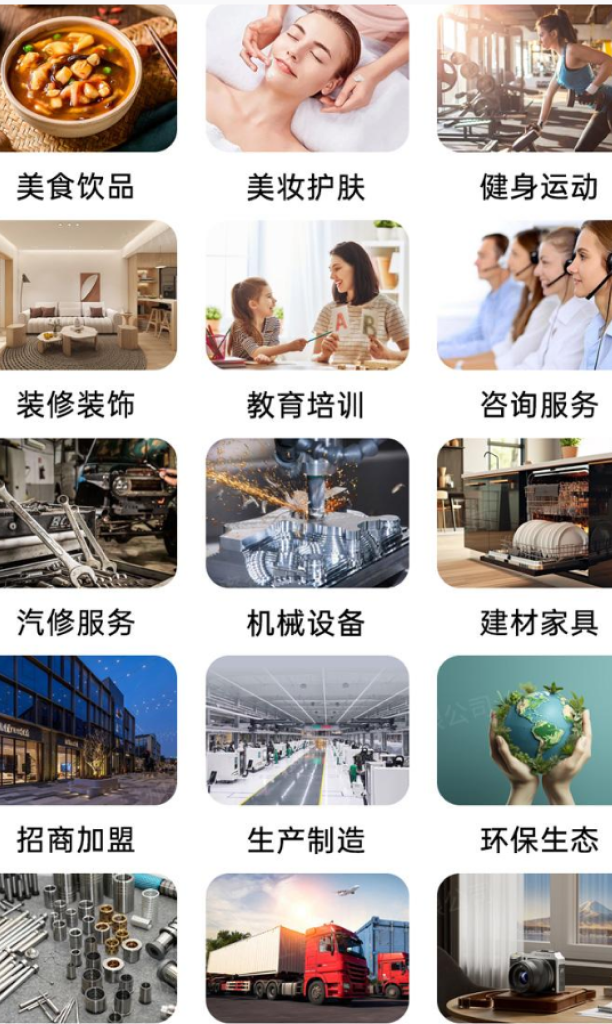 美食饮品
美妆护肤
健身运动
装修装饰
教育培训
咨询服务
汽修服务
机械设备
建材家具
招商加盟
生产制造
环保生态